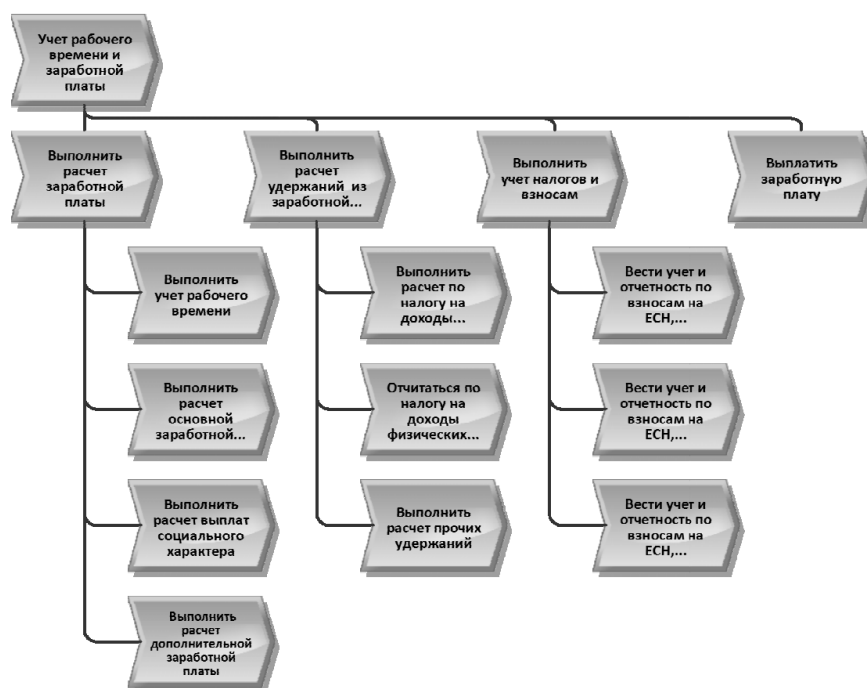 Учет рабочего
времени и
заработной
платы
Выполнить
расчет
заработной
платы
Выполнить
расчет
удержаний из
заработной...
Выполнить
учет налогов и
взносам
Выплатить
заработную
плату
Выполнить
учет рабочего
времени
Выполнить
расчет по
налогу на
доходы...
Вести учет и
отчетность по
взносам на
ЕСН,...
Выполнить
расчет
основной
заработной...
Отчитаться по
налогу на
доходы
физических...
Вести учет и
отчетность по
взносам на
ЕСН,...
Выполнить
расчет выплат
социального
характера
Выполнить
расчет прочих
удержаний
Вести учет и
отчетность по
взносам на
ЕСН,...
Выполнить
расчет
дополнительной
заработной
платы